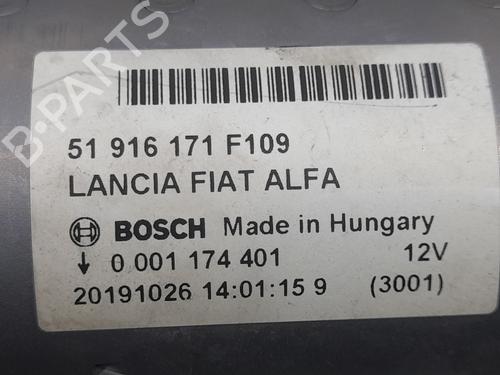 B-PARTS
51 916 171 F109
LANCIA FIAT ALFA
BOSCH Made in Hungary
0 001 174 401 12V
20191026 14:01:15 9 (3001)